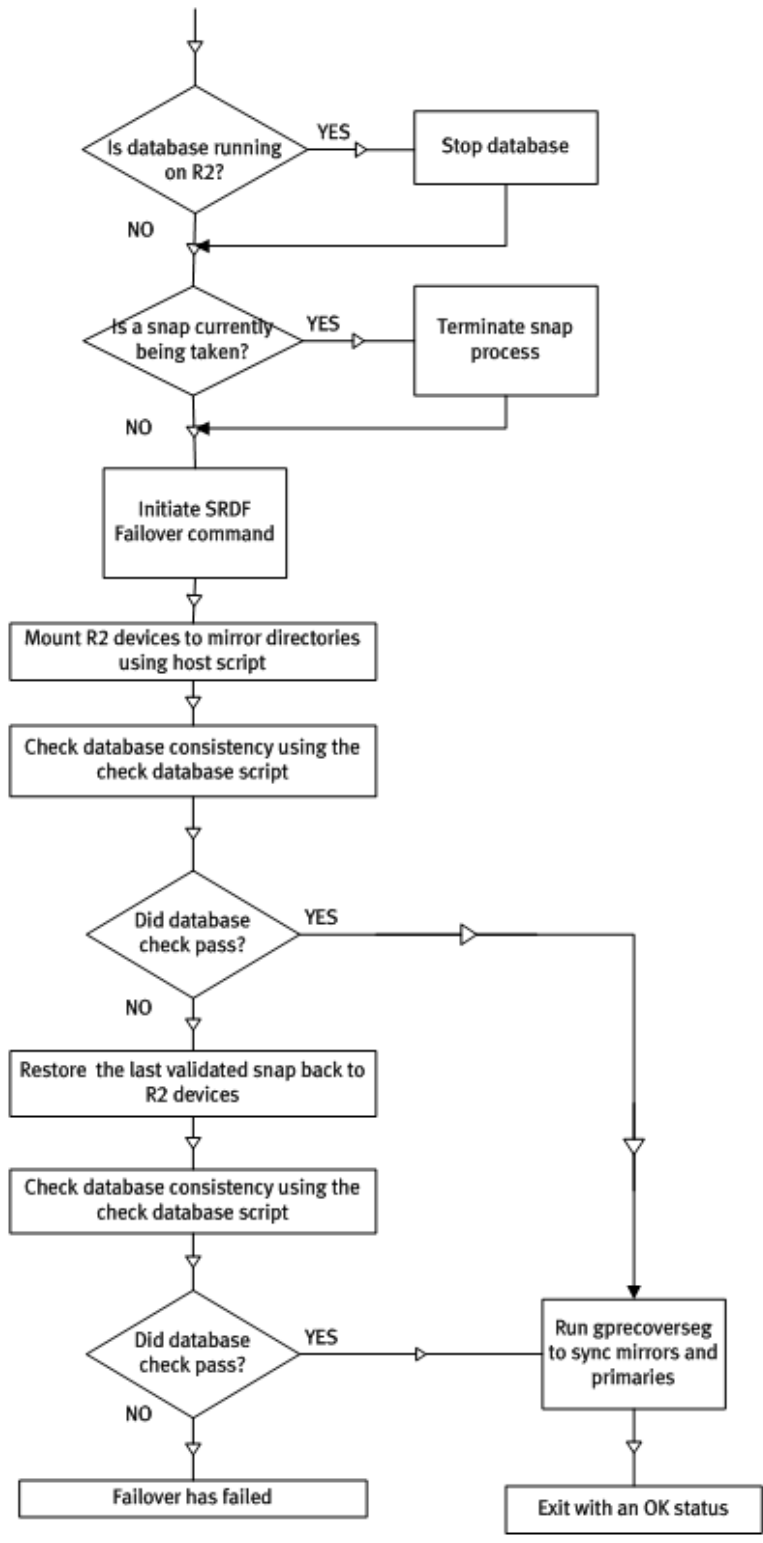 Is database running
on R2?
YES
Stop database
NO
Is a snap currently
being taken?
YES
Terminate snap
process
NO
Initiate SRDF
Failover command
Mount R2 devices to mirror directories
using host script
Check database consistency using the
check database script
Did database
check pass?
YES
NO
Restore the last validated snap back to
R2 devices
Check database consistency using the
check database script
Did database
check pass?
YES
Run gprecoverseg
to sync mirrors and
primaries
NO
Failover has failed
Exit with an OK status